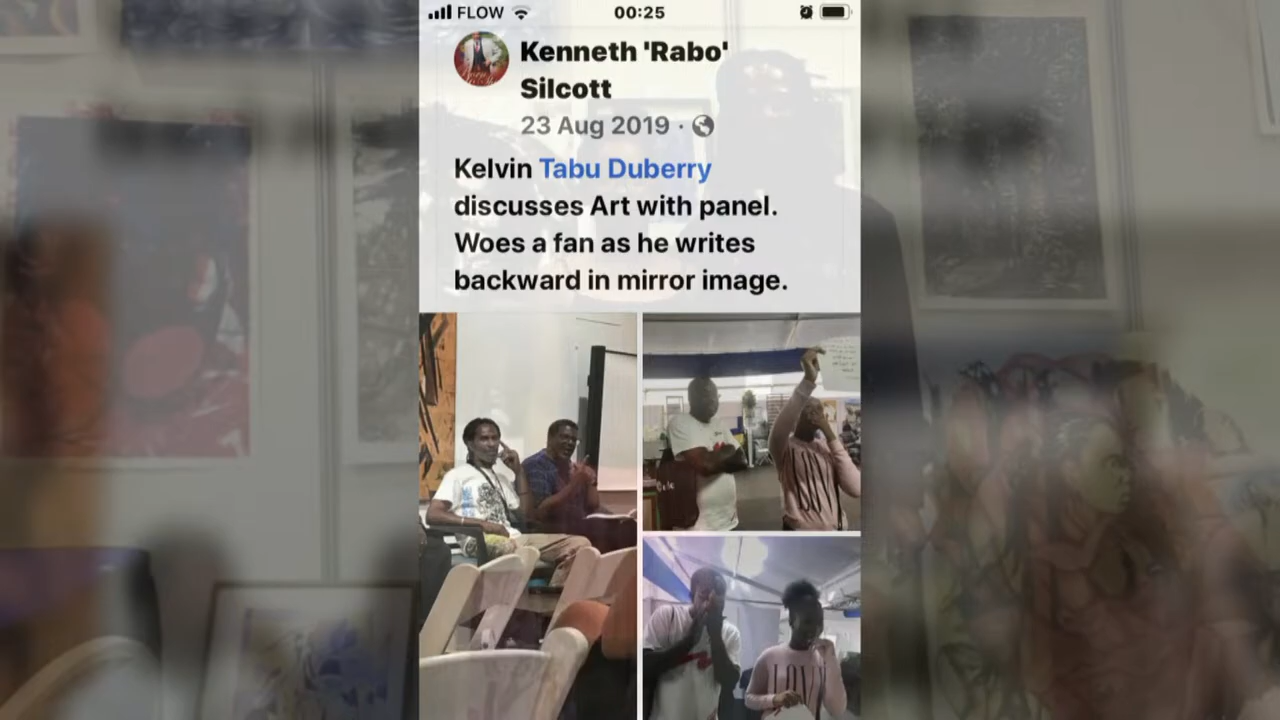 FLOW
00:25
Kenneth 'Rabo'
Silcott
23 Aug 2019 ·
Kelvin Tabu Duberry
discusses Art with panel.
Woes a fan as he writes
backward in mirror image.
LOVE